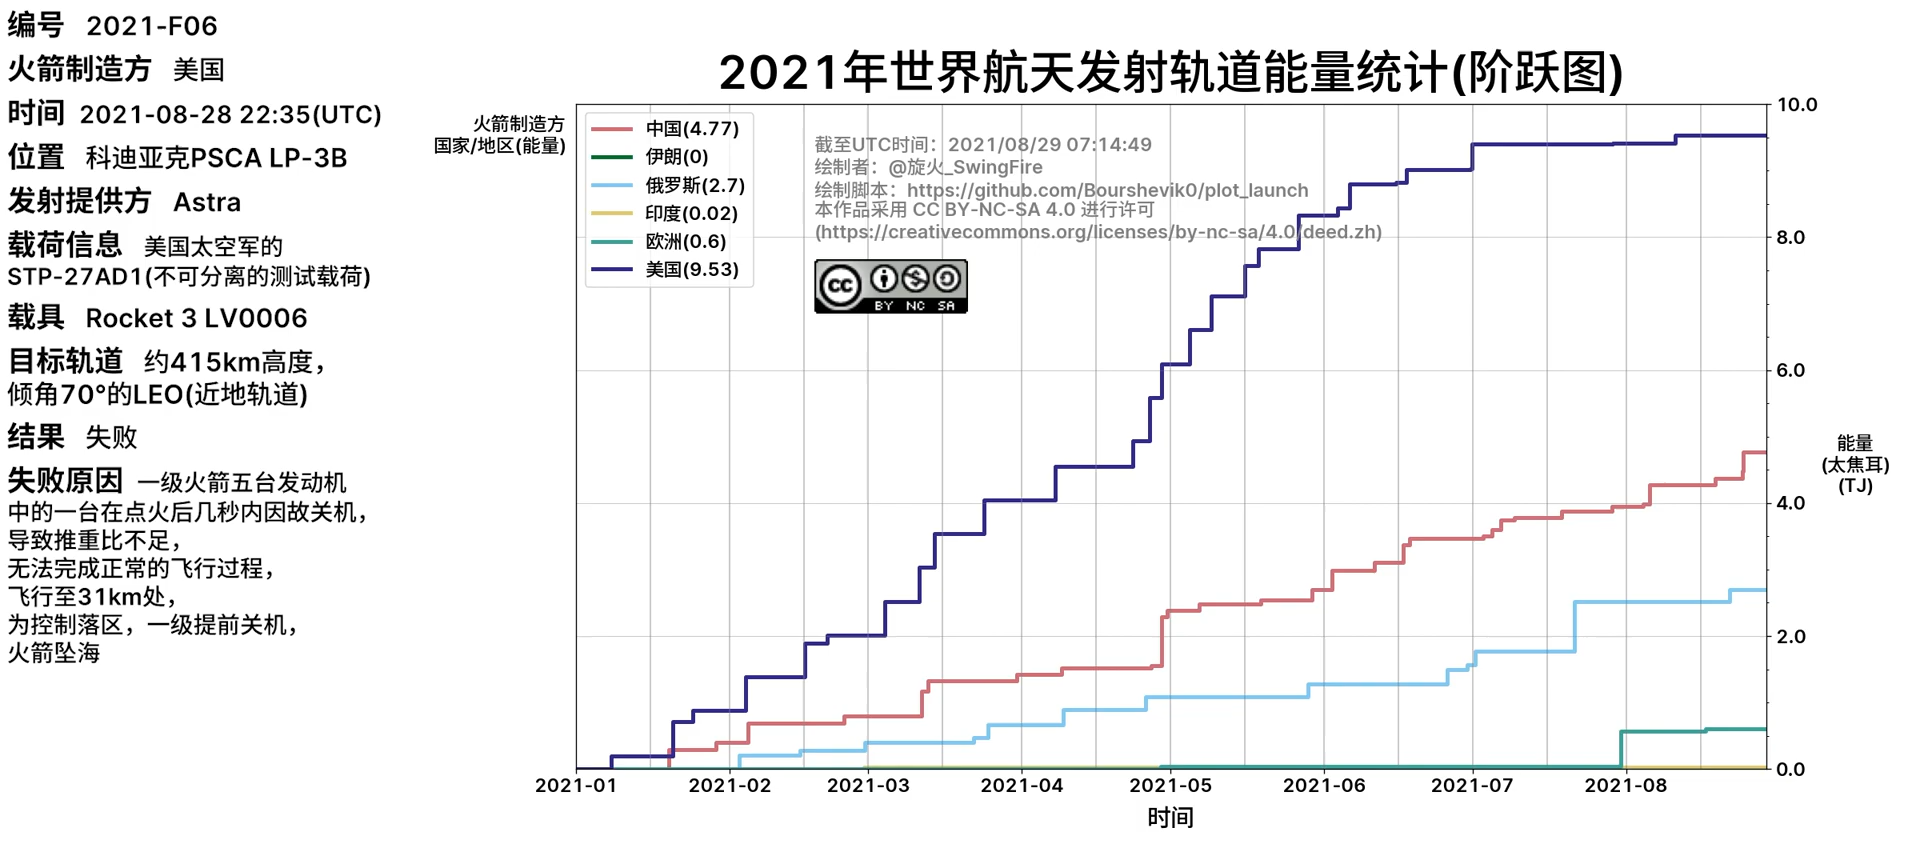 编号 2021-F06
火箭制造方 美国
时间 2021-08-28 22:35(UTC)
位置 科迪亚克PSCA LP-3B
发射提供方 Astra
载荷信息 美国太空军的
STP-27AD1(不可分离的测试载荷)
载具 Rocket 3 LV0006
目标轨道 约415km高度，
倾角70°的LEO(近地轨道)
结果 失败
失败原因 一级火箭五台发动机
中的一台在点火后几秒内因故关机，
导致推重比不足，
无法完成正常的飞行过程，
飞行至31km处，
为控制落区，一级提前关机，
火箭坠海
2021年世界航天发射轨道能量统计(阶跃图)
火箭制造方
国家/地区(能量)
中国(4.77)
伊朗(0)
俄罗斯(2.7)
印度(0.02)
欧洲(0.6)
美国(9.53)
截至UTC时间：2021/08/29 07:14:49
绘制者：@旋火_SwingFire
绘制脚本：https://github.com/Bourshevik0/plot_launch
本作品采用 CC BY-NC-SA 4.0 进行许可
(https://creativecommons.org/licenses/by-nc-sa/4.0/deed.zh)
cc
BY NC SA
10.0
8.0
6.0
4.0
2.0
0.0
能量
(太焦耳)
(TJ)
2021-01 2021-02 2021-03 2021-04 2021-05 2021-06 2021-07 2021-08
时间